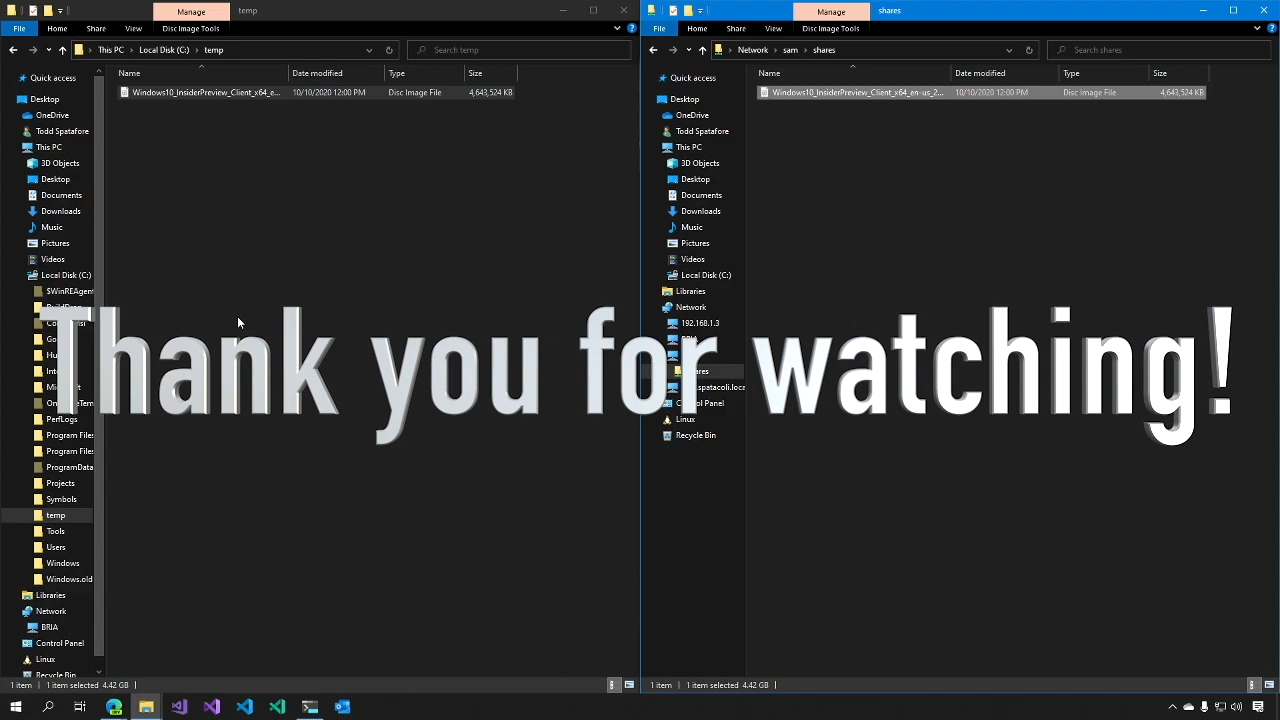 Manage
temp
File
Home
Share
View
Disc Image Tools
This PC
Local Disk (C:)
temp
Search temp
Name
Date modified
Type
Size
Windows10_InsiderPreview_Client_x64_e...
10/10/2020 12:00 PM
Disc Image File
4,643,524 KB
Quick access
Desktop
OneDrive
Todd Spatafore
This PC
3D Objects
Desktop
Documents
Downloads
Music
Pictures
Videos
Local Disk (C:)
$WinREAgent
PerfLogs
Program Files
Program Files
ProgramData
Projects
Symbols
temp
Tools
Users
Windows
Windows.old
Libraries
Network
BRIA
Control Panel
Linux
Recycle Bin
1 item
1 item selected
4.42 GB
Manage
shares
File
Home
Share
View
Disc Image Tools
Network
sam
shares
Search shares
Name
Date modified
Type
Size
Windows10_InsiderPreview_Client_x64_en-us_2...
10/10/2020 12:00 PM
Disc Image File
4,643,524 KB
Quick access
Desktop
OneDrive
Todd Spatafore
This PC
3D Objects
Desktop
Documents
Downloads
Music
Pictures
Videos
Local Disk (C:)
Libraries
Network
192.168.1.3
Control Panel
Linux
Recycle Bin
1 item
1 item selected
4.42 GB
Thank you for watching!